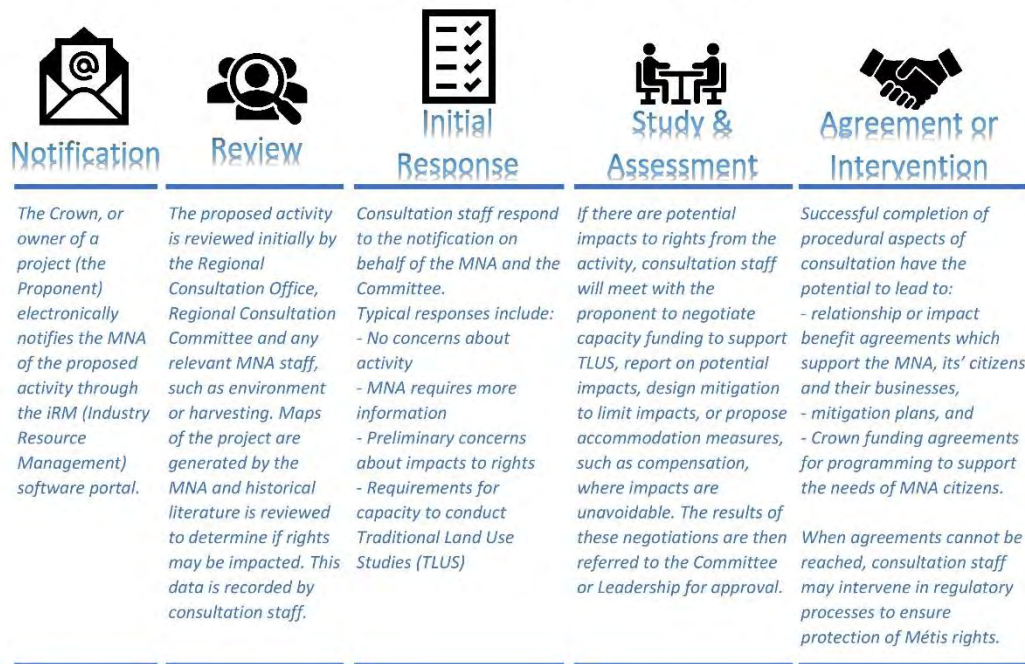 @
Notification
The Crown, or
owner of a
project (the
Proponent)
electronically
notifies the MNA
of the proposed
activity through
the iRM (Industry
Resource
Management)
software portal.
Review
The proposed activity
is reviewed initially by
the Regional
Consultation Office,
Regional Consultation
Committee and any
relevant MNA staff,
such as environment
or harvesting. Maps
of the project are
generated by the
MNA and historical
literature is reviewed
to determine if rights
may be impacted. This
data is recorded by
consultation staff.
Initial
Response
Consultation staff respond
to the notification on
behalf of the MNA and the
Committee.
Typical responses include:
- No concerns about
activity
- MNA requires more
information
- Preliminary concerns
about impacts to rights
- Requirements for
capacity to conduct
Traditional Land Use
Studies (TLUS)
Study &
Assessment
If there are potential
impacts to rights from the
activity, consultation staff
will meet with the
proponent to negotiate
capacity funding to support
TLUS, report on potential
impacts, design mitigation
to limit impacts, or propose
accommodation measures,
such as compensation,
where impacts are
unavoidable. The results of
these negotiations are then
referred to the Committee
or Leadership for approval.
Agreement or
Intervention
Successful completion of
procedural aspects of
consultation have the
potential to lead to:
- relationship or impact
benefit agreements which
support the MNA, its' citizens
and their businesses,
- mitigation plans, and
- Crown funding agreements
for programming to support
the needs of MNA citizens.
When agreements cannot be
reached, consultation staff
may intervene in regulatory
processes to ensure
protection of Métis rights.